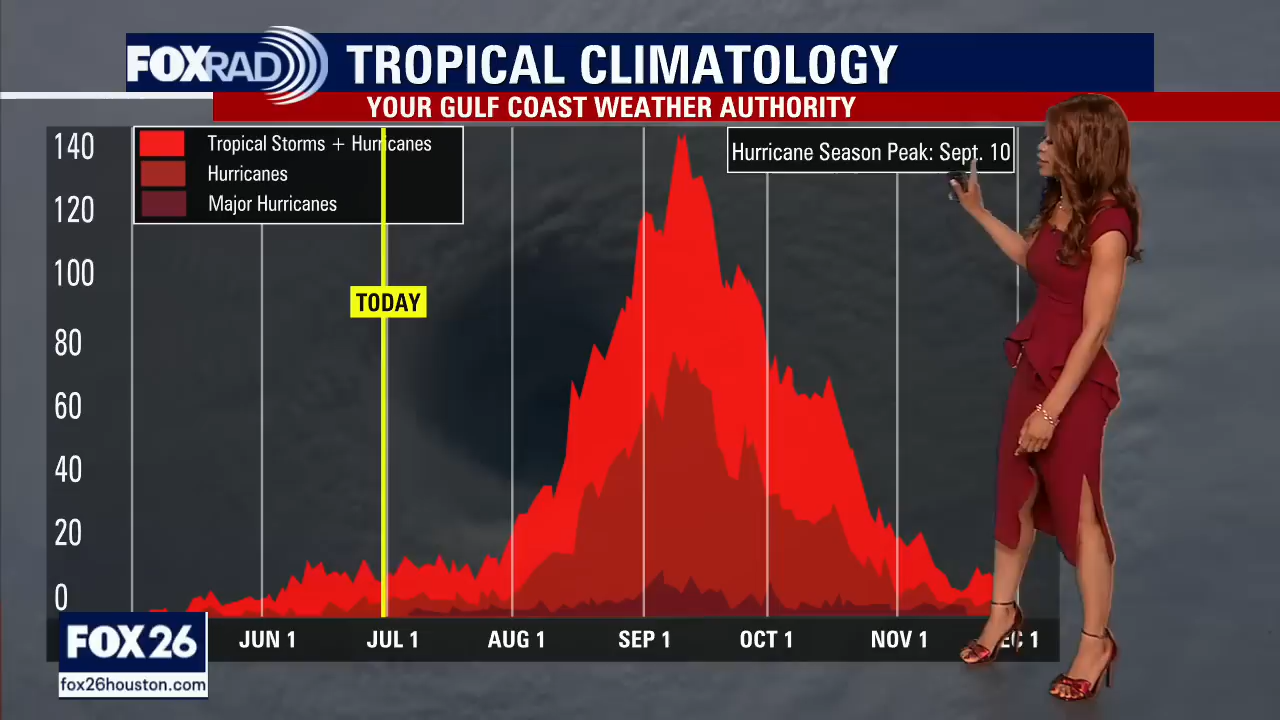 FOXRAD TROPICAL CLIMATOLOGY
YOUR GULF COAST WEATHER AUTHORITY
Tropical Storms + Hurricanes
Hurricanes
Major Hurricanes
Hurricane Season Peak: Sept. 10
TODAY
140
120
100
80
60
40
20
0
JUN 1 JUL 1 AUG 1 SEP 1 OCT 1 NOV 1 EC 1
FOX 26
fox26houston.com